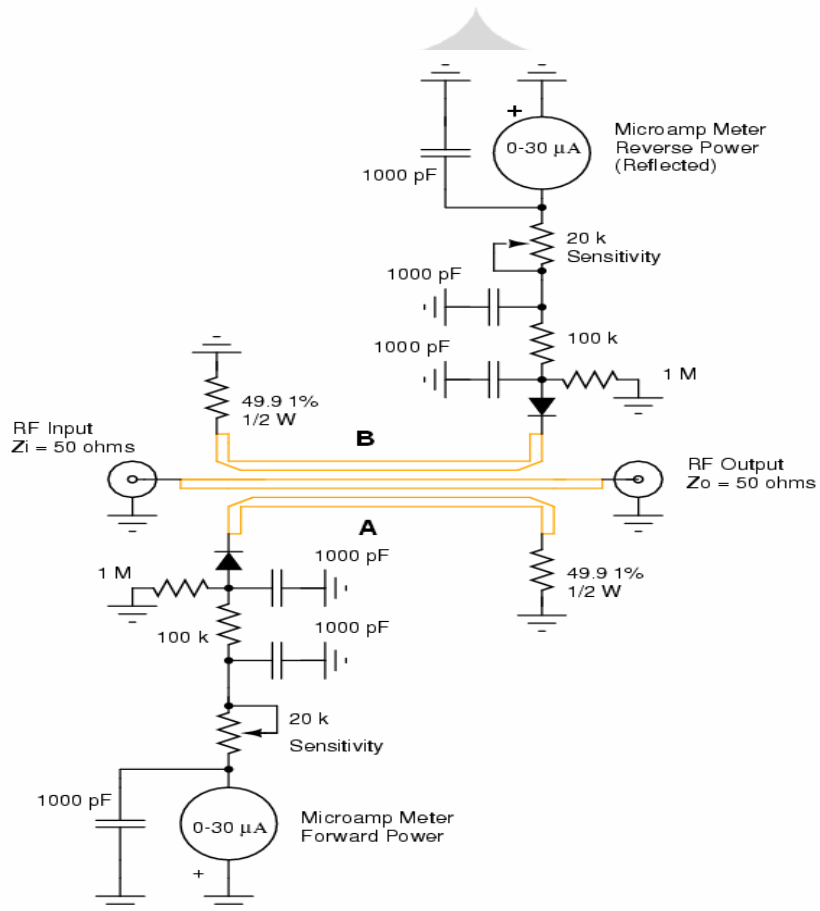 +
0-30 µA
Microamp Meter
Reverse Power
(Reflected)
1000 pF
20 k
Sensitivity
1000 pF
100 k
1000 pF
1 M
49.9 1%
1/2 W
RF Input
Zi = 50 ohms
B
RF Output
Zo = 50 ohms
A
1 M
1000 pF
49.9 1%
1/2 W
100 k
1000 pF
20 k
Sensitivity
1000 pF
0-30 µA
Microamp Meter
Forward Power
+